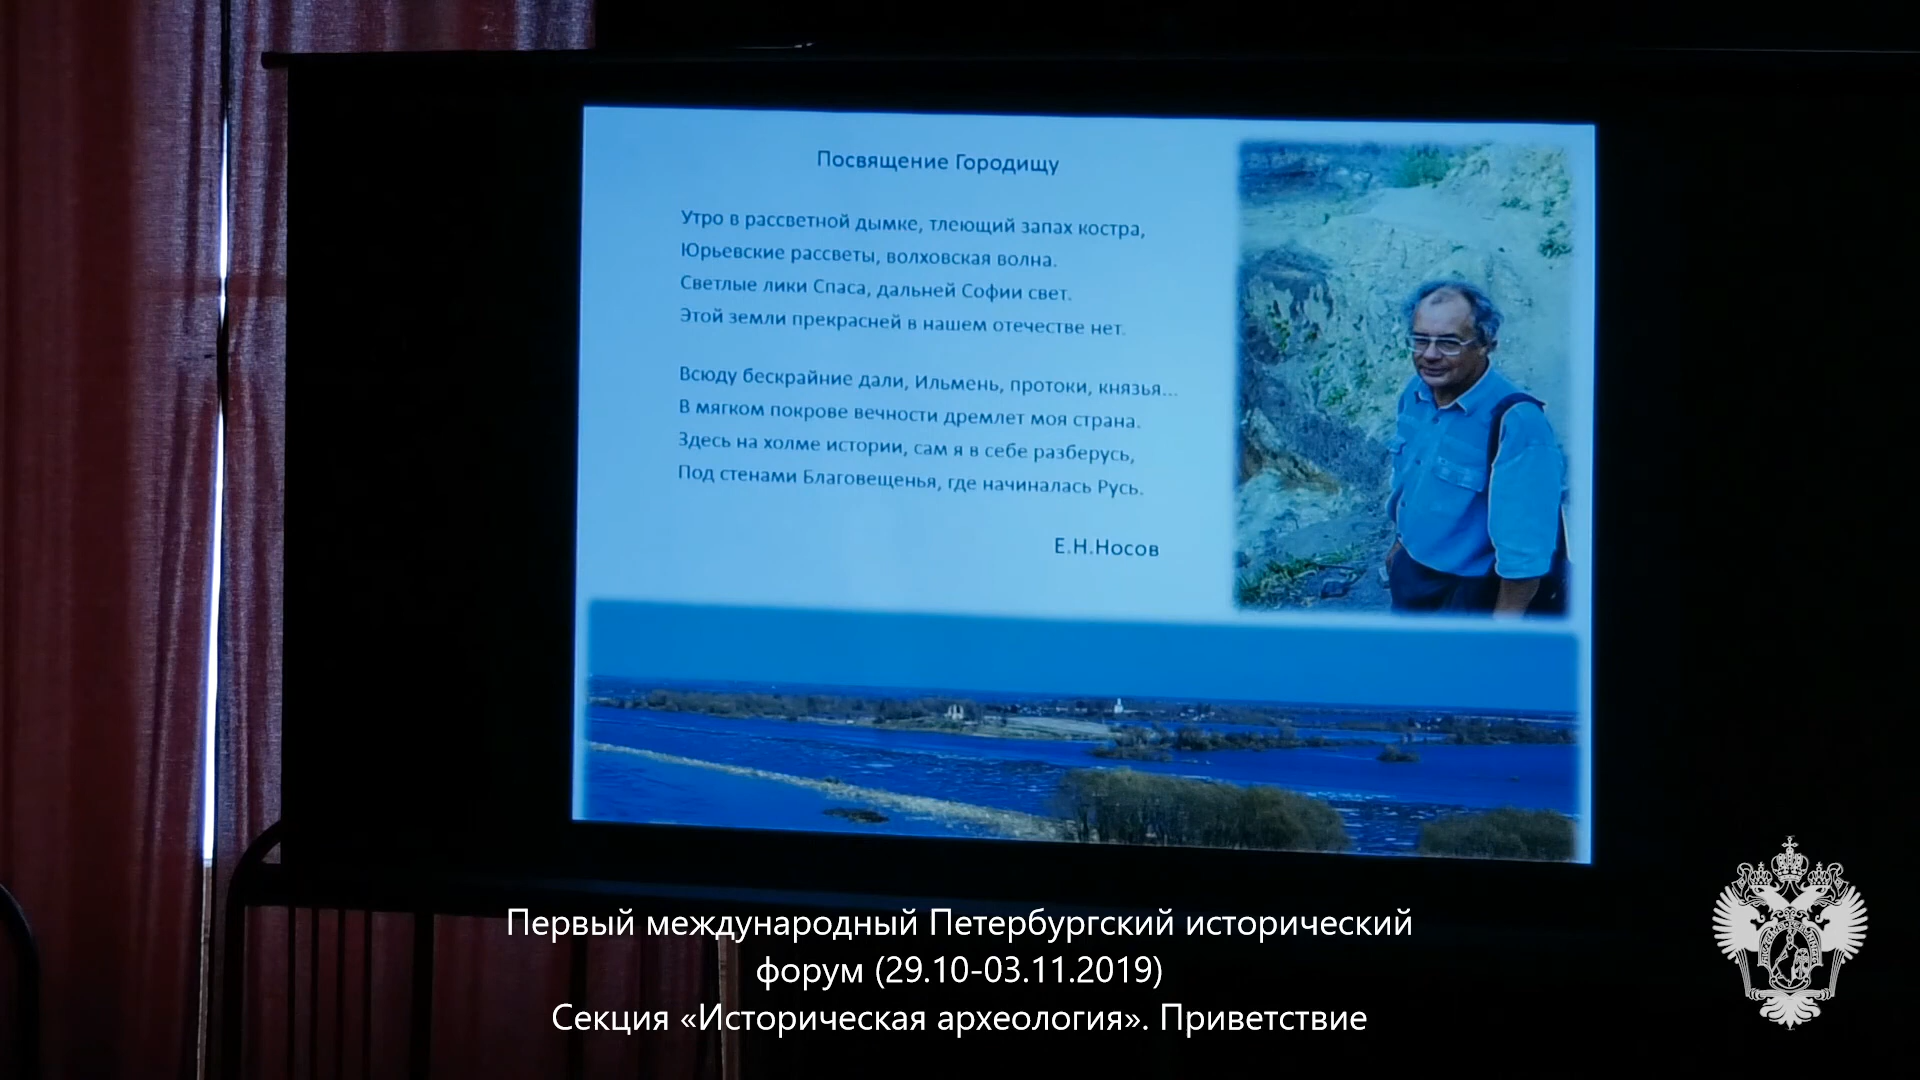 Посвящение Городищу
Утро в рассветной дымке, тлеющий запах костра,
Юрьевские рассветы, волховская волна.
Светлые лики Спаса, дальней Софии свет.
Этой земли прекрасней в нашем отечестве нет.
Всюду бескрайние дали, Ильмень, протоки, князья...
В мягком покрове вечности дремлет моя страна.
Здесь на холме истории, сам я в себе разберусь,
Под стенами Благовещенья, где начиналась Русь.
Е.Н.Носов
Первый международный Петербургский исторический
форум (29.10-03.11.2019)
Секция «Историческая археология». Приветствие